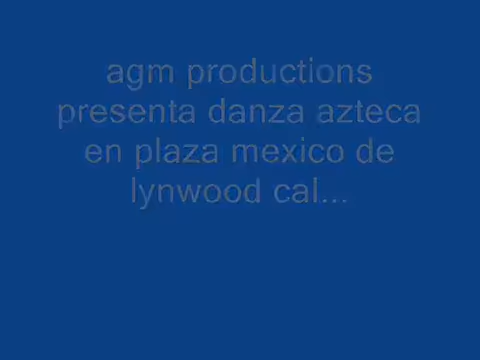 agm productions
presenta danza azteca
en plaza mexico de
lynwood cal...